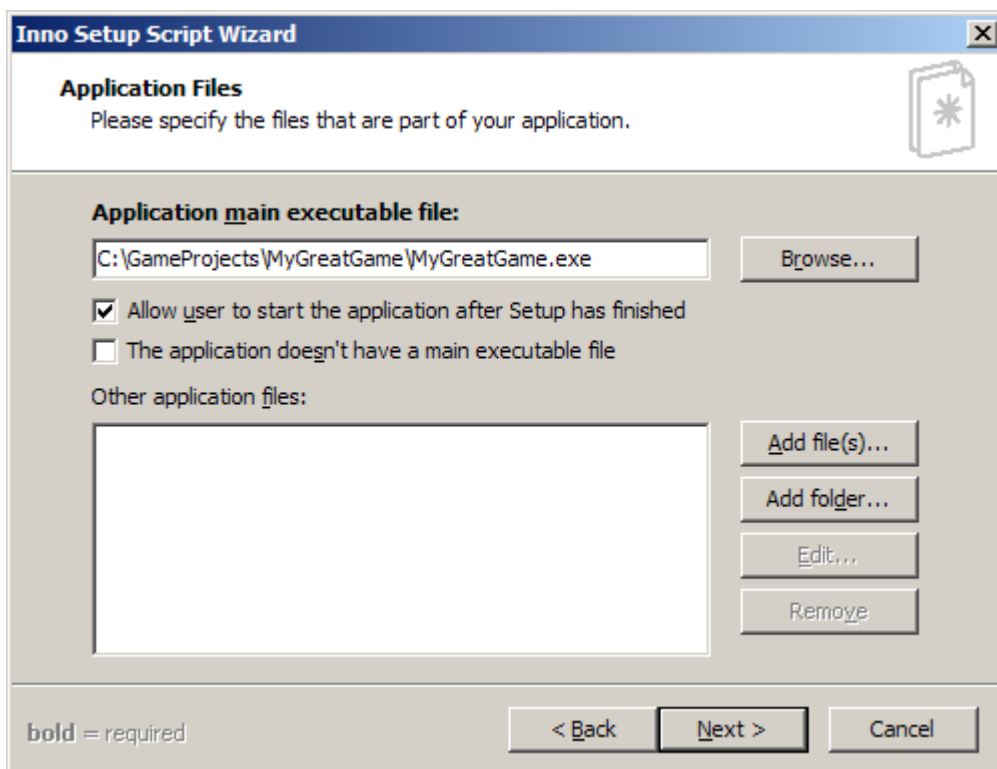 Inno Setup Script Wizard
Application Files
Please specify the files that are part of your application.
Application main executable file:
C:\GameProjects\MyGreatGame\MyGreatGame.exe
Browse...
Allow user to start the application after Setup has finished
The application doesn't have a main executable file
Other application files:
Add file(s)...
Add folder...
Edit...
Remove
bold = required
< Back
Next >
Cancel